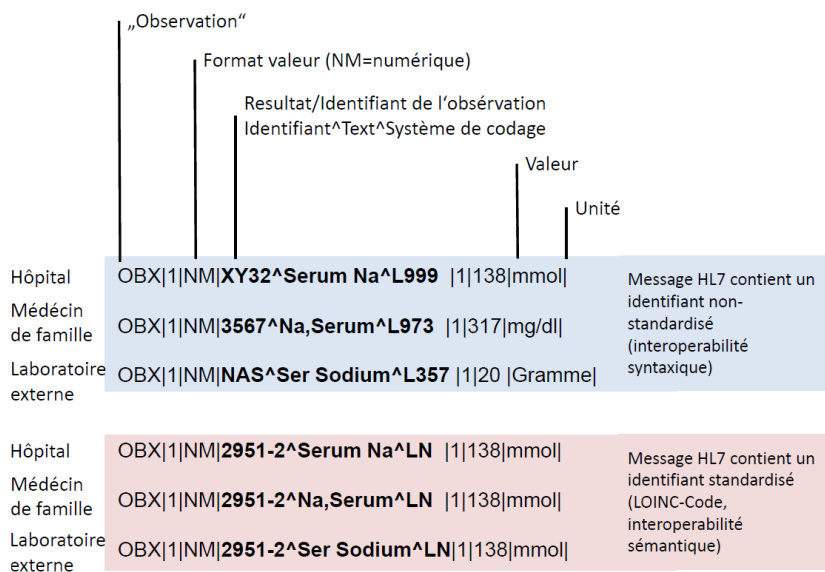 „Observation“
Format valeur (NM=numérique)
Resultat/Identifiant de l‘obsérvation
Identifiant^Text^Système de codage
Valeur
Unité
Hôpital
OBX|1|NM|XY32^Serum Na^L999 |1|138|mmol|
Médécin
de famille
OBX|1|NM|3567^Na,Serum^L973 |1|317|mg/dl|
Laboratoire
externe
OBX|1|NM|NAS^Ser Sodium^L357 |1|20 |Gramme|
Message HL7 contient un
identifiant non-
standardisé
(interoperabilité
syntaxique)
Hôpital
OBX|1|NM|2951-2^Serum Na^LN |1|138|mmol|
Médécin
de famille
OBX|1|NM|2951-2^Na,Serum^LN |1|138|mmol|
Laboratoire
externe
OBX|1|NM|2951-2^Ser Sodium^LN|1|138|mmol|
Message HL7 contient un
identifiant standardisé
(LOINC-Code,
interoperabilité
sémantique)